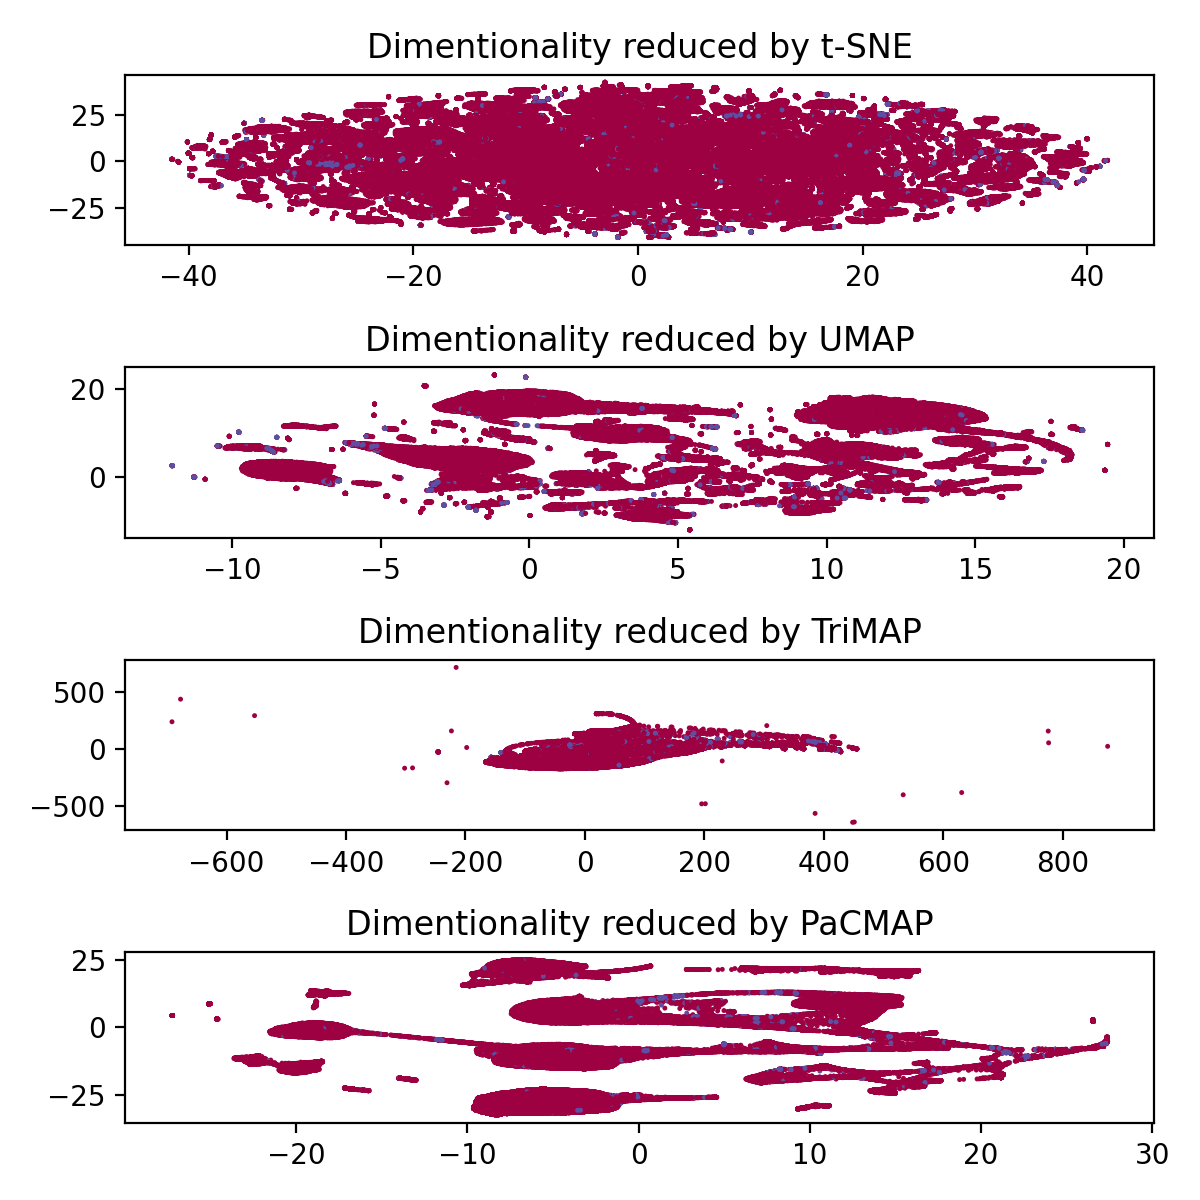 Dimentionality reduced by t-SNE
25
0
−25
−40 −20 0 20 40
Dimentionality reduced by UMAP
20
0
−10 −5 0 5 10 15 20
Dimentionality reduced by TriMAP
500
0
−500
−600 −400 −200 0 200 400 600 800
Dimentionality reduced by PaCMAP
25
0
−25
−20 −10 0 10 20 30